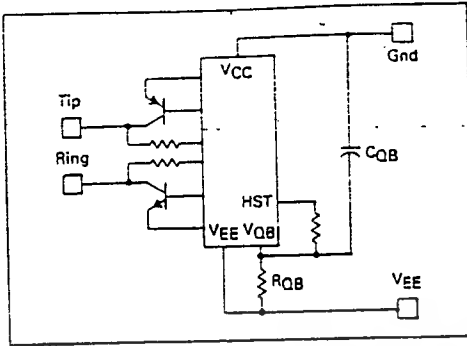 Gnd
VCC
Tip
CQB
Ring
HST
VEE VQB
RQB
VEE